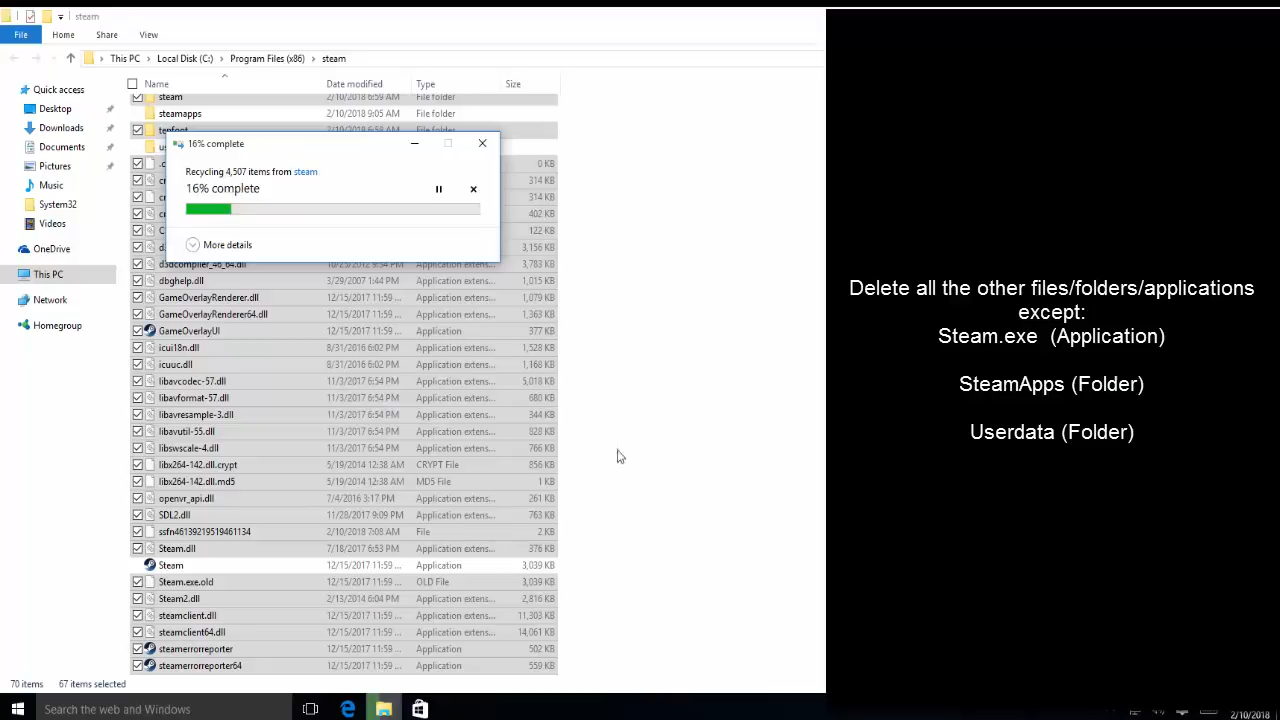 steam
File Home Share View
This PC Local Disk (C:) Program Files (x86) steam
Name Date modified Type Size
Quick access
Desktop
Downloads
Documents
Pictures
Music
System32
Videos
OneDrive
This PC
Network
Homegroup
steam 2/10/2018 6:59 AM File folder
steamapps 2/10/2018 9:05 AM File folder
tenfoot 2/10/2018 6:58 AM File folder
16% complete
Recycling 4,507 items from steam
16% complete
More details
0 KB
314 KB
314 KB
402 KB
122 KB
3,156 KB
d3dcompiler_46_64.dll 10/23/2012 9:34 PM Application extens... 3,783 KB
dbghelp.dll 3/29/2007 1:44 PM Application extens... 1,015 KB
GameOverlayRenderer.dll 12/15/2017 11:59 ... Application extens... 1,079 KB
GameOverlayRenderer64.dll 12/15/2017 11:59 ... Application extens... 1,363 KB
GameOverlayUI 12/15/2017 11:59 ... Application 377 KB
icui18n.dll 8/31/2016 6:02 PM Application extens... 1,528 KB
icuuc.dll 8/31/2016 6:02 PM Application extens... 1,168 KB
libavcodec-57.dll 11/3/2017 6:54 PM Application extens... 5,018 KB
libavformat-57.dll 11/3/2017 6:54 PM Application extens... 680 KB
libavresample-3.dll 11/3/2017 6:54 PM Application extens... 344 KB
libavutil-55.dll 11/3/2017 6:54 PM Application extens... 828 KB
libswscale-4.dll 11/3/2017 6:54 PM Application extens... 766 KB
libx264-142.dll.crypt 5/19/2014 12:38 AM CRYPT File 856 KB
libx264-142.dll.md5 5/19/2014 12:38 AM MD5 File 1 KB
openvr_api.dll 7/4/2016 3:17 PM Application extens... 261 KB
SDL2.dll 11/28/2017 9:09 PM Application extens... 763 KB
ssfn46139219519461134 2/10/2018 7:08 AM File 2 KB
Steam.dll 7/18/2017 6:53 PM Application extens... 376 KB
Steam 12/15/2017 11:59 ... Application 3,039 KB
Steam.exe.old 12/15/2017 11:59 ... OLD File 3,039 KB
Steam2.dll 2/13/2014 6:04 PM Application extens... 2,816 KB
steamclient.dll 12/15/2017 11:59 ... Application extens... 11,303 KB
steamclient64.dll 12/15/2017 11:59 ... Application extens... 14,061 KB
steamerrorreporter 12/15/2017 11:59 ... Application 502 KB
steamerrorreporter64 12/15/2017 11:59 ... Application 559 KB
70 items 67 items selected
Search the web and Windows
2/10/2018
Delete all the other files/folders/applications
except:
Steam.exe (Application)
SteamApps (Folder)
Userdata (Folder)